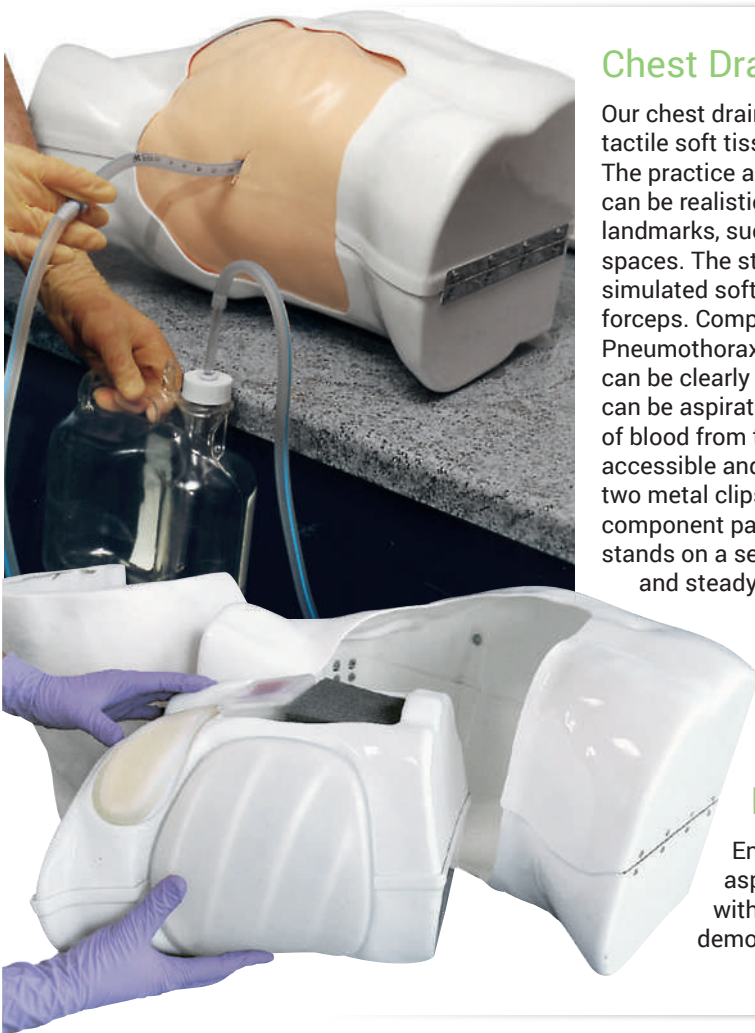 Chest Dra
Our chest drain
tactile soft tiss
The practice a
can be realistic
landmarks, suc
spaces. The st
simulated soft
forceps. Comp
Pneumothorax
can be clearly
can be aspirat
of blood from t
accessible and
two metal clips
component pa
stands on a se
and steady
En
asp
with
demo